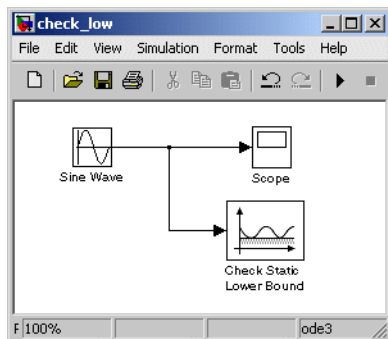 check_low
File Edit View Simulation Format Tools Help
Sine Wave
Scope
Check Static
Lower Bound
F 100%
ode3